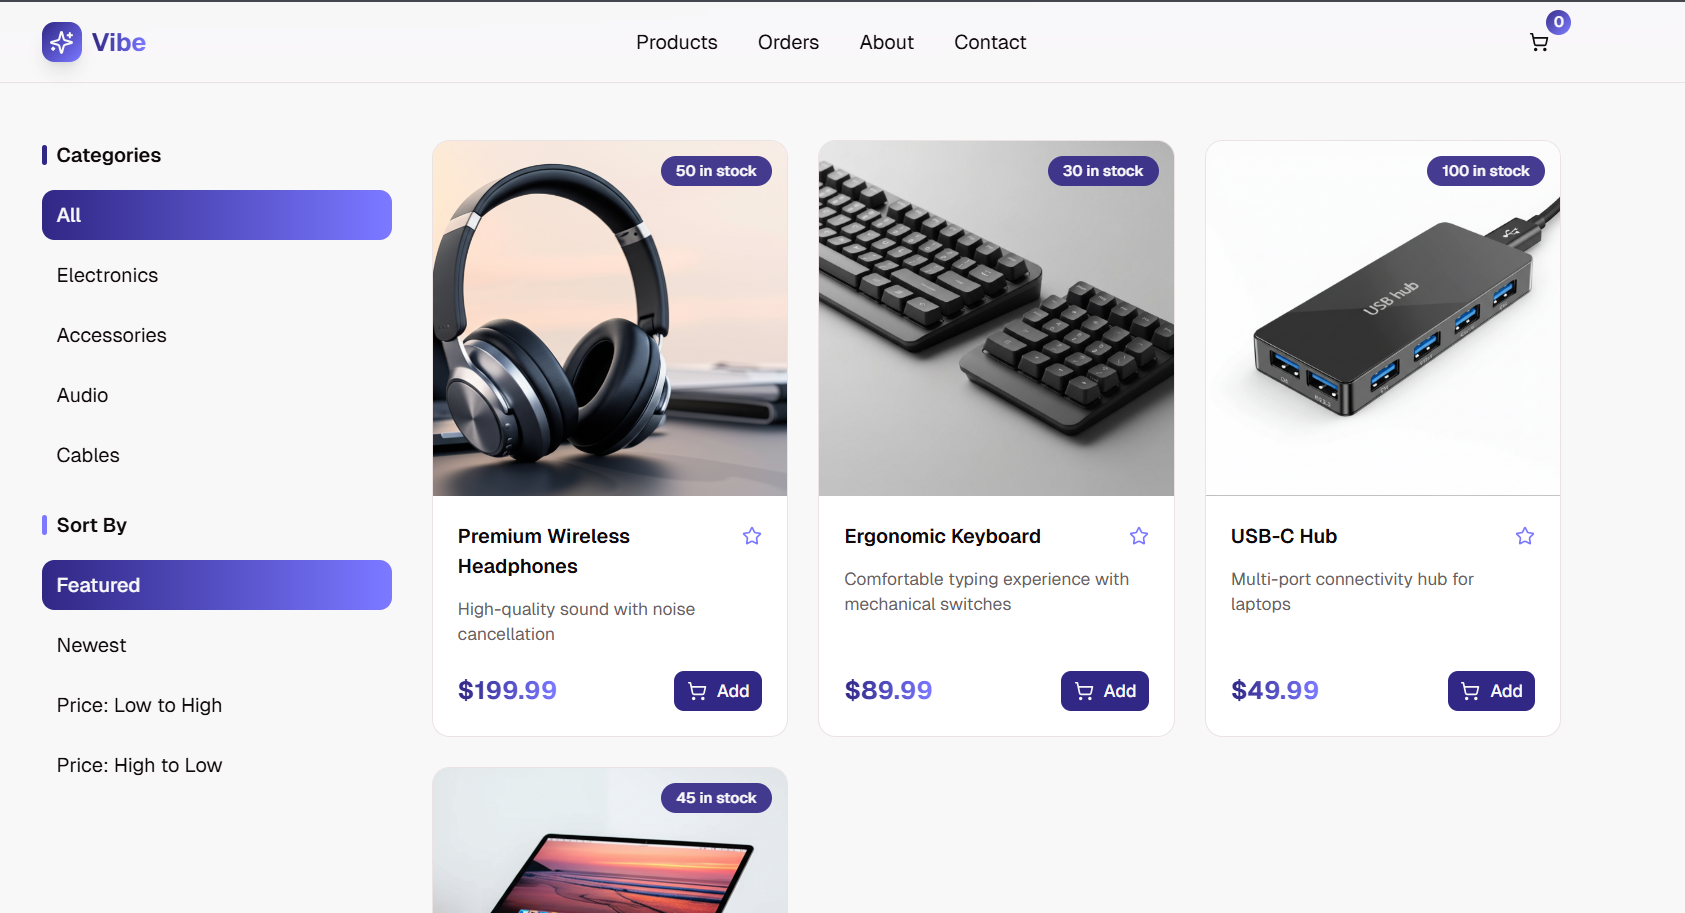 Vibe
Products
Orders
About
Contact
0
Categories
All
Electronics
Accessories
Audio
Cables
Sort By
Featured
Newest
Price: Low to High
Price: High to Low
50 in stock
Premium Wireless
Headphones
High-quality sound with noise
cancellation
$199.99
Add
30 in stock
Ergonomic Keyboard
Comfortable typing experience with
mechanical switches
$89.99
Add
100 in stock
USB hub
USB-C Hub
Multi-port connectivity hub for
laptops
$49.99
Add
45 in stock